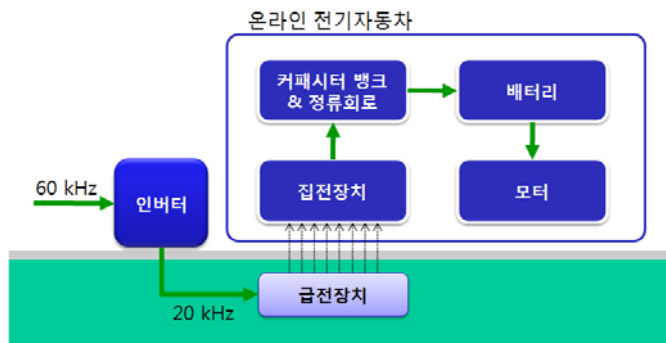 온라인 전기자동차
커패시터 뱅크
& 정류회로
배터리
60 kHz
인버터
집전장치
모터
급전장치
20 kHz